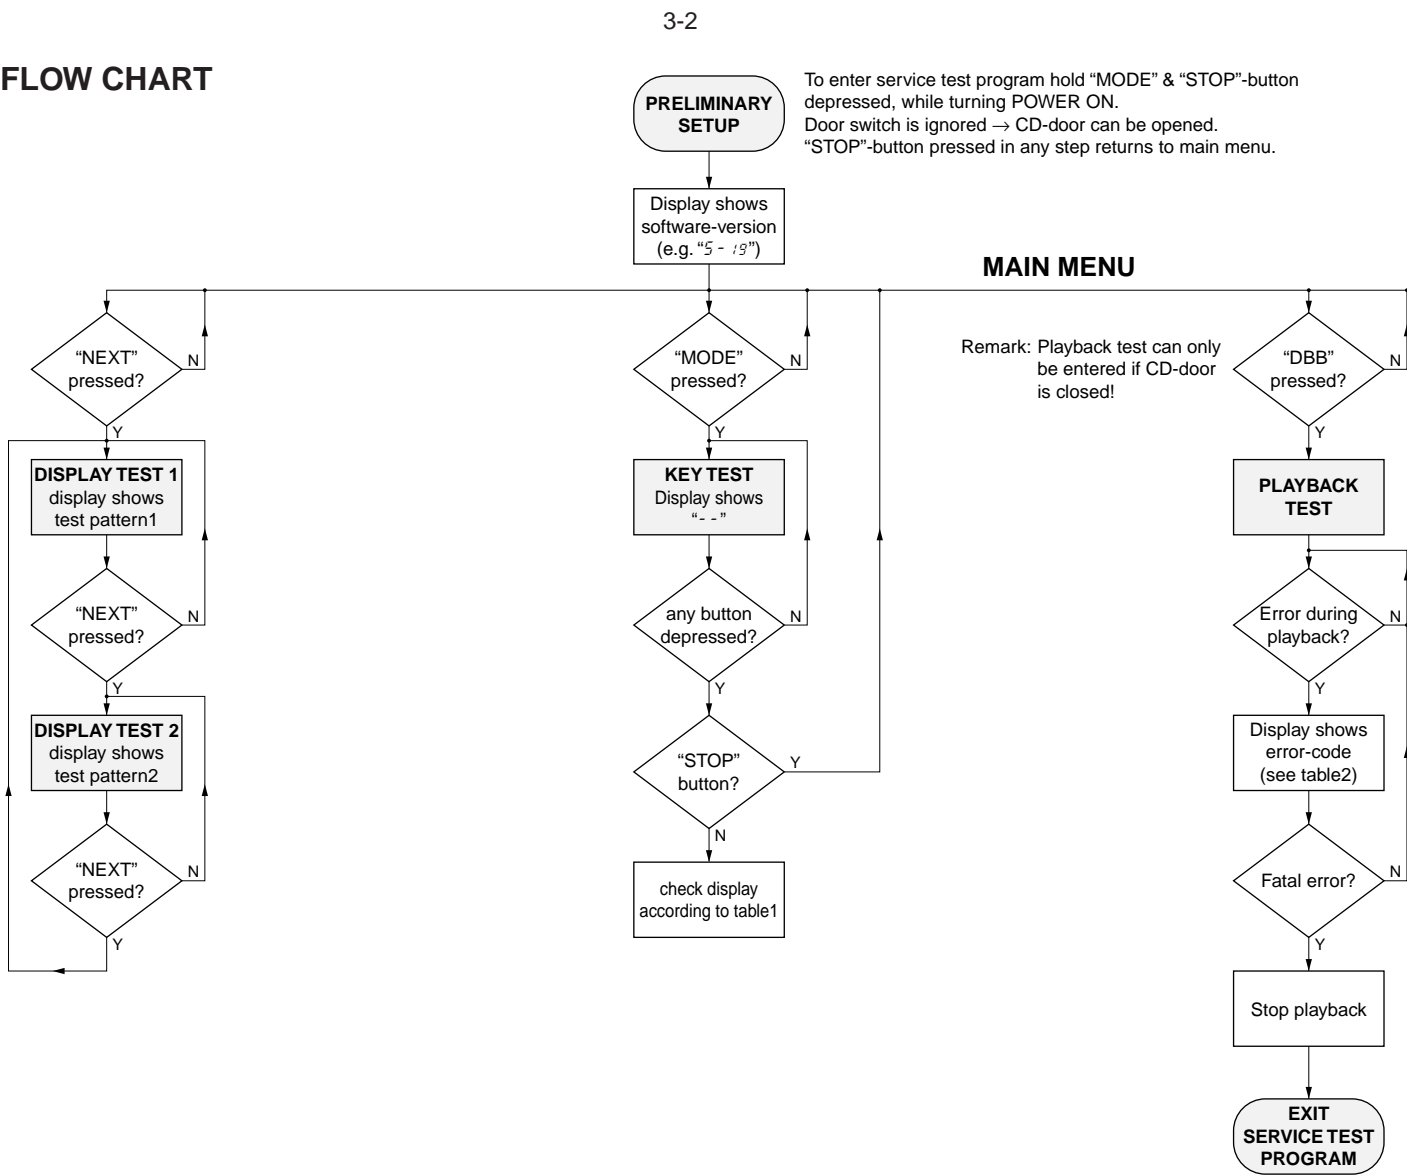 3-2
FLOW CHART
PRELIMINARY
SETUP
To enter service test program hold “MODE” & “STOP”-button
depressed, while turning POWER ON.
Door switch is ignored → CD-door can be opened.
“STOP”-button pressed in any step returns to main menu.
Display shows
software-version
(e.g. “5 - 19”)
MAIN MENU
“NEXT”
pressed?
N
Y
DISPLAY TEST 1
display shows
test pattern1
“NEXT”
pressed?
N
Y
DISPLAY TEST 2
display shows
test pattern2
“NEXT”
pressed?
N
Y
“MODE”
pressed?
N
Y
KEY TEST
Display shows
“- -”
any button
depressed?
N
Y
“STOP”
button?
Y
N
check display
according to table1
Remark: Playback test can only
be entered if CD-door
is closed!
“DBB”
pressed?
N
Y
PLAYBACK
TEST
Error during
playback?
N
Y
Display shows
error-code
(see table2)
Fatal error?
N
Y
Stop playback
EXIT
SERVICE TEST
PROGRAM